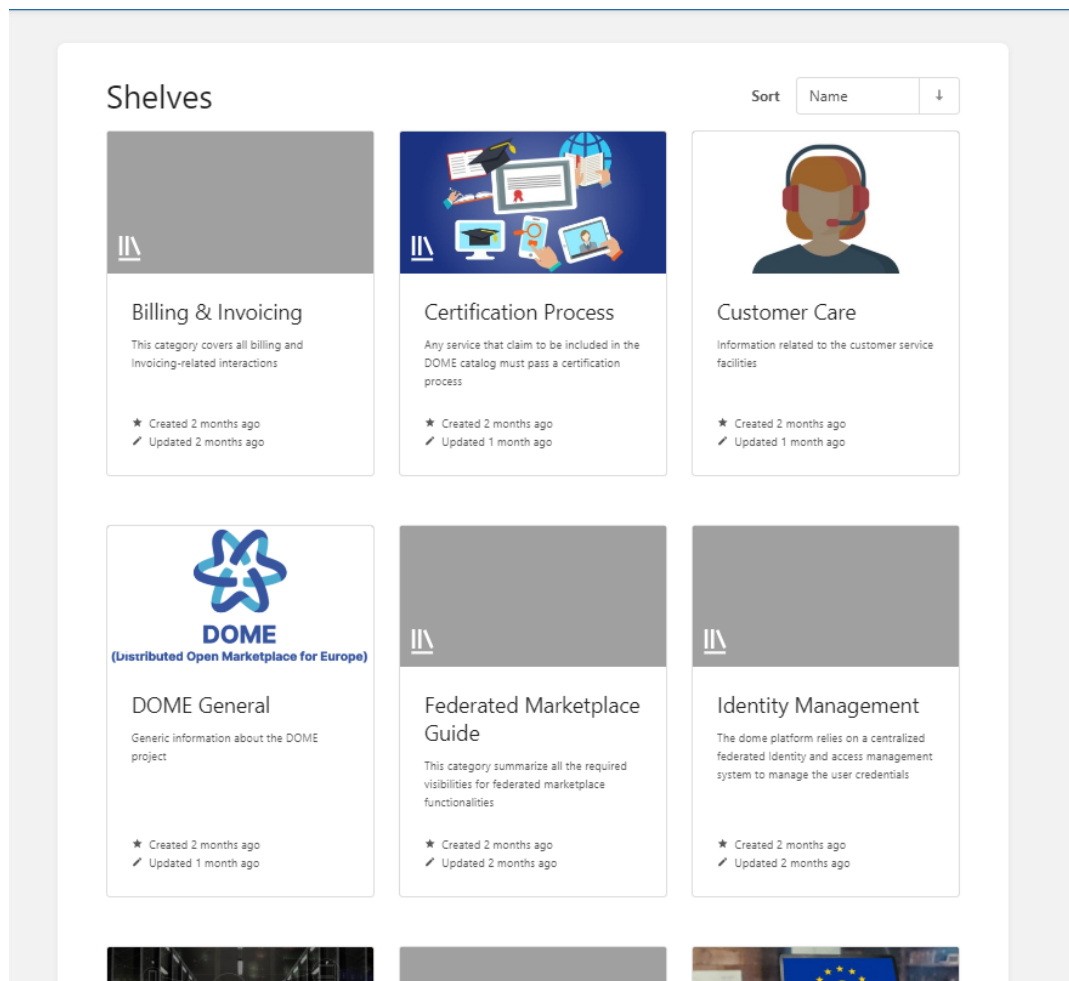 Shelves
Sort Name
Billing & Invoicing
This category covers all billing and
Invoicing-related interactions
Created 2 months ago
Updated 2 months ago
Certification Process
Any service that claim to be included in the
DOME catalog must pass a certification
process
Created 2 months ago
Updated 1 month ago
Customer Care
Information related to the customer service
facilities
Created 2 months ago
Updated 1 month ago
DOME
(Distributed Open Marketplace for Europe)
DOME General
Generic information about the DOME
project
Created 2 months ago
Updated 1 month ago
Federated Marketplace
Guide
This category summarize all the required
visibilities for federated marketplace
functionalities
Created 2 months ago
Updated 2 months ago
Identity Management
The dome platform relies on a centralized
federated Identity and access management
system to manage the user credentials
Created 2 months ago
Updated 2 months ago